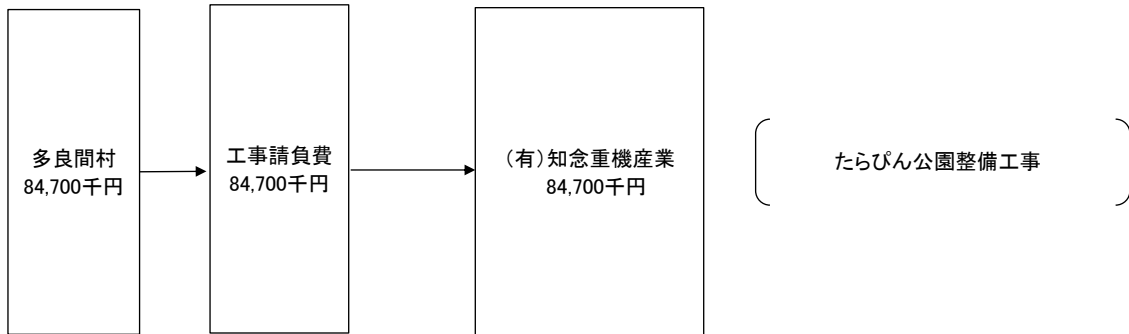 多良間村
84,700千円
工事請負費
84,700千円
（有）知念重機産業
84,700千円
たらぴん公園整備工事